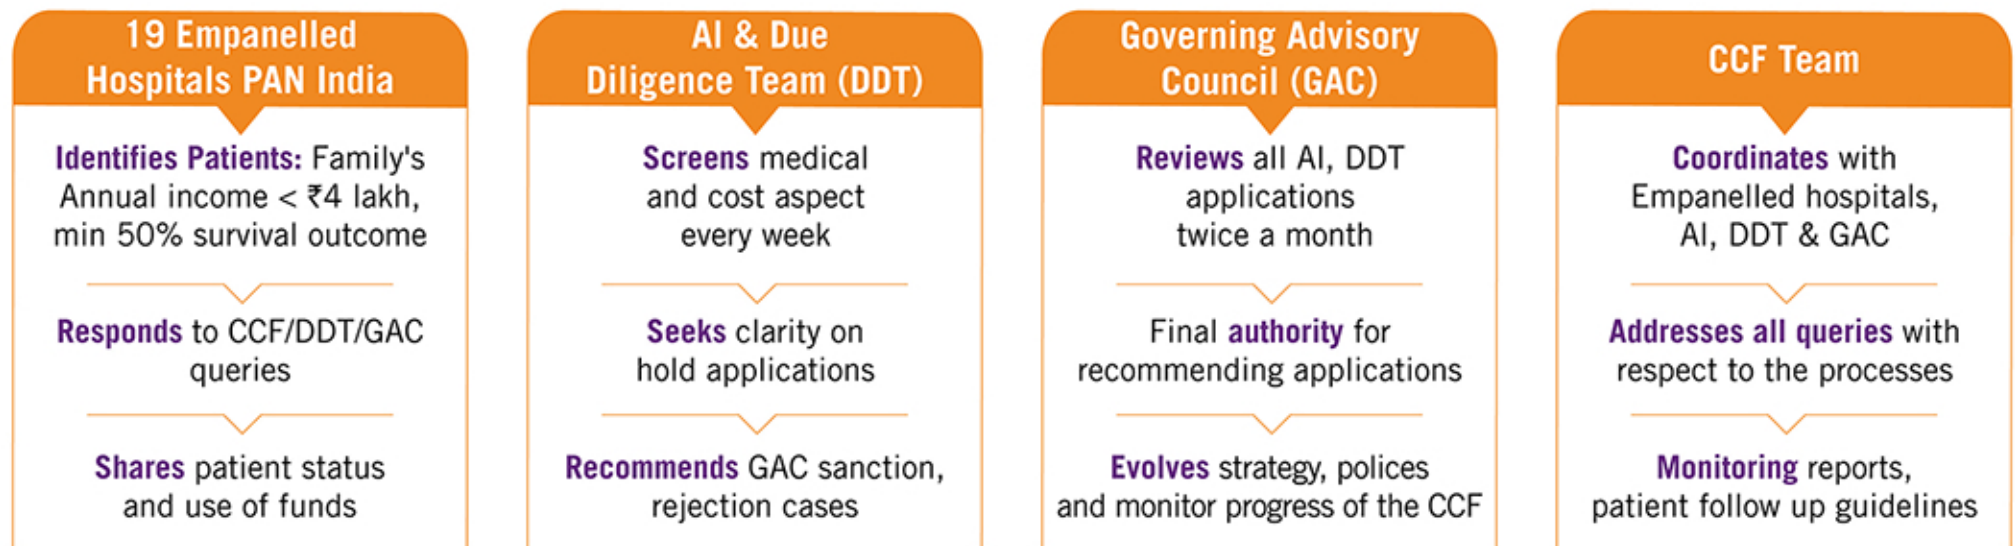 19 Empanelled
Hospitals PAN India
Identifies Patients: Family's
Annual income < ₹4 lakh,
min 50% survival outcome
Responds to CCF/DDT/GAC
queries
Shares patient status
and use of funds
AI & Due
Diligence Team (DDT)
Screens medical
and cost aspect
every week
Seeks clarity on
hold applications
Recommends GAC sanction,
rejection cases
Governing Advisory
Council (GAC)
Reviews all AI, DDT
applications
twice a month
Final authority for
recommending applications
Evolves strategy, polices
and monitor progress of the CCF
CCF Team
Coordinates with
Empanelled hospitals,
AI, DDT & GAC
Addresses all queries with
respect to the processes
Monitoring reports,
patient follow up guidelines